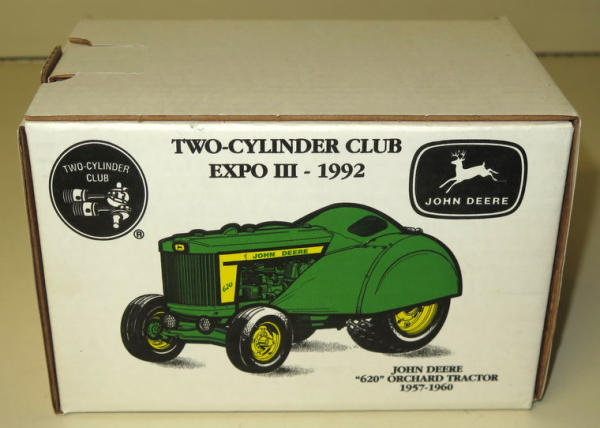 TWO-CYLINDER CLUB
EXPO III - 1992
TWO-CYLINDER
CLUB
®
JOHN DEERE
JOHN DEERE
620
JOHN DEERE
"620" ORCHARD TRACTOR
1957-1960